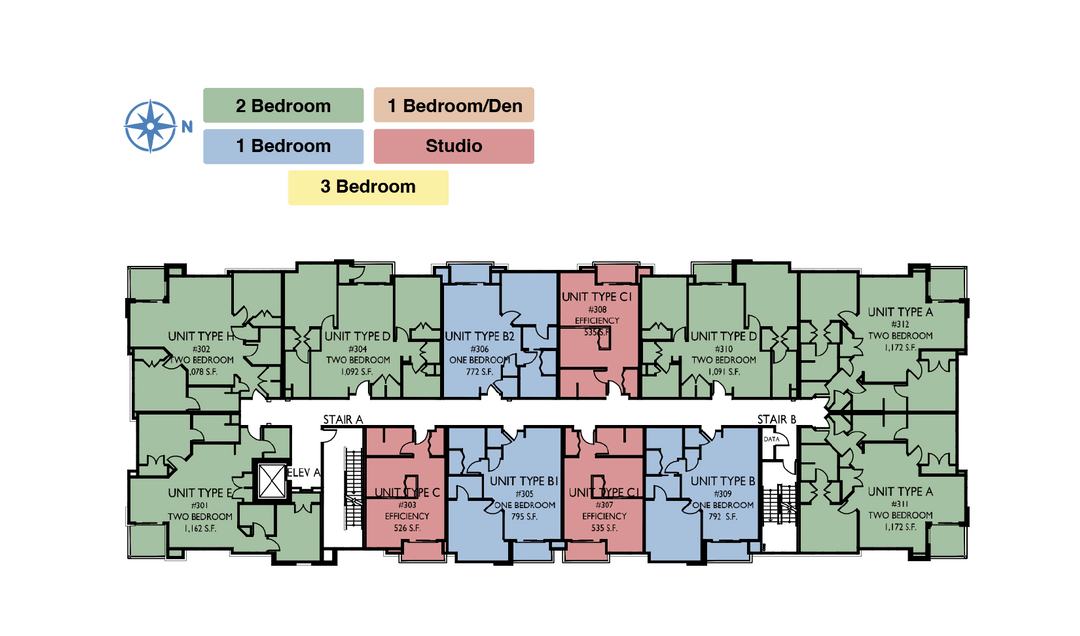 2 Bedroom
1 Bedroom/Den
N
1 Bedroom
Studio
3 Bedroom
UNIT TYPE H
#302
TWO BEDROOM
1,078 S.F.
UNIT TYPE D
#304
TWO BEDROOM
1,092 S.F.
UNIT TYPE B2
#306
ONE BEDROOM
772 S.F.
UNIT TYPE C1
#308
EFFICIENCY
535 S.F.
UNIT TYPE D
#310
TWO BEDROOM
1,091 S.F.
UNIT TYPE A
#312
TWO BEDROOM
1,172 S.F.
STAIR A
STAIR B
DATA
ELEV A
UNIT TYPE E
#301
TWO BEDROOM
1,162 S.F.
UNIT TYPE C
#303
EFFICIENCY
526 S.F.
UNIT TYPE B1
#305
ONE BEDROOM
795 S.F.
UNIT TYPE C1
#307
EFFICIENCY
535 S.F.
UNIT TYPE B
#309
ONE BEDROOM
792 S.F.
UNIT TYPE A
#311
TWO BEDROOM
1,172 S.F.